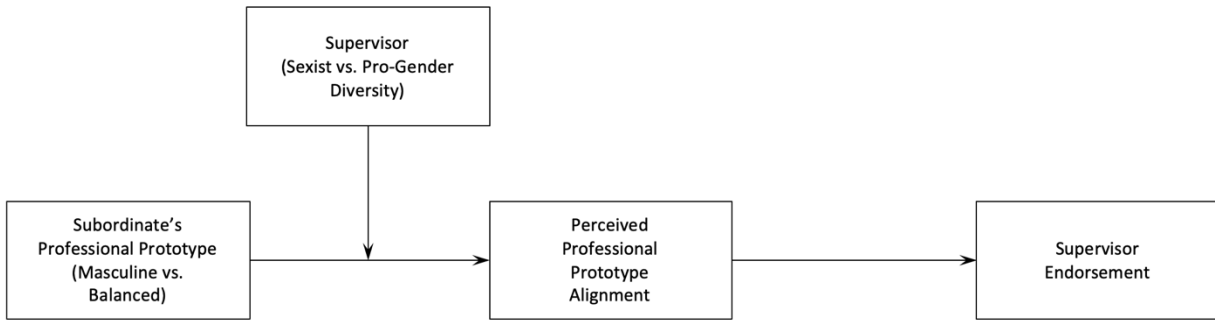 Supervisor
(Sexist vs. Pro-Gender
Diversity)
Subordinate’s
Professional Prototype
(Masculine vs.
Balanced)
Perceived
Professional
Prototype
Alignment
Supervisor
Endorsement